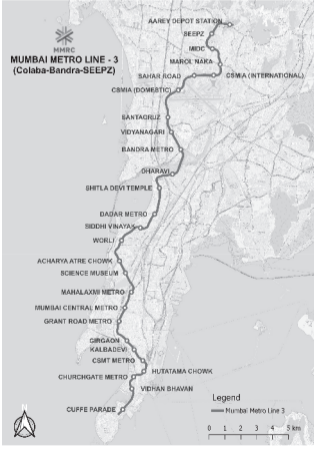 MMRC
MUMBAI METRO LINE - 3
(Colaba-Bandra-SEEPZ)
AAREY DEPOT STATION
SEEPZ
MIDC
MAROL NAKA
SAHAR ROAD
CSMIA (INTERNATIONAL)
CSMIA (DOMESTIC)
SANTACRUZ
VIDYANAGARI
BANDRA METRO
DHARAVI
SHITLA DEVI TEMPLE
DADAR METRO
SIDDHI VINAYAK
WORLI
ACHARYA ATRE CHOWK
SCIENCE MUSEUM
MAHALAXMI METRO
MUMBAI CENTRAL METRO
GRANT ROAD METRO
GIRGAON
KALBADEVI
CSMT METRO
HUTATAMA CHOWK
CHURCHGATE METRO
VIDHAN BHAVAN
CUFFE PARADE
N
Legend
Mumbai Metro Line 3
0 1 2 3 4 5 km